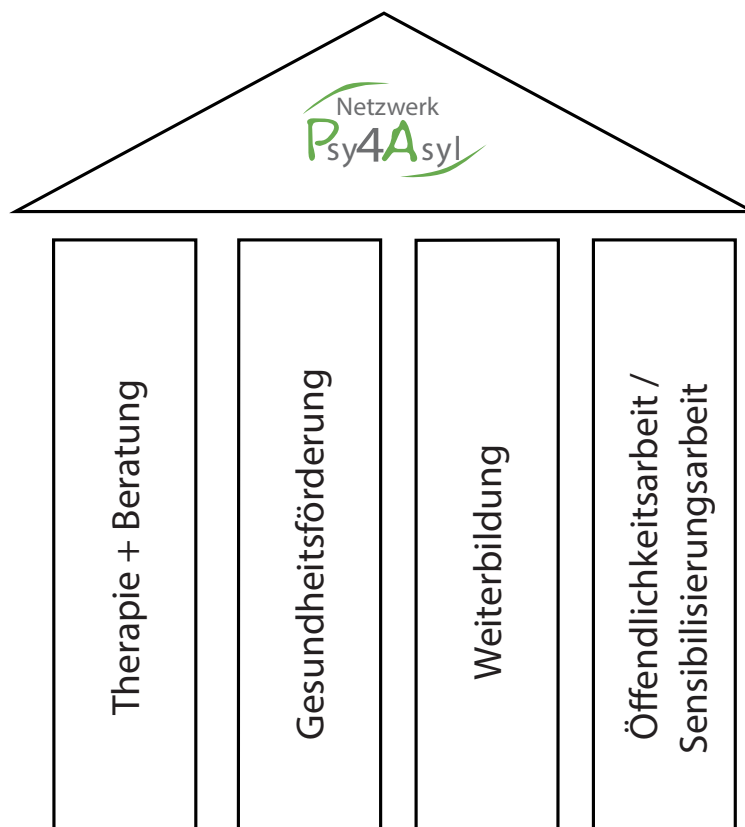 Netzwerk
Psy4Asyl
Therapie + Beratung
Gesundheitsförderung
Weiterbildung
Öffendlichkeitsarbeit /
Sensibilisierungsarbeit